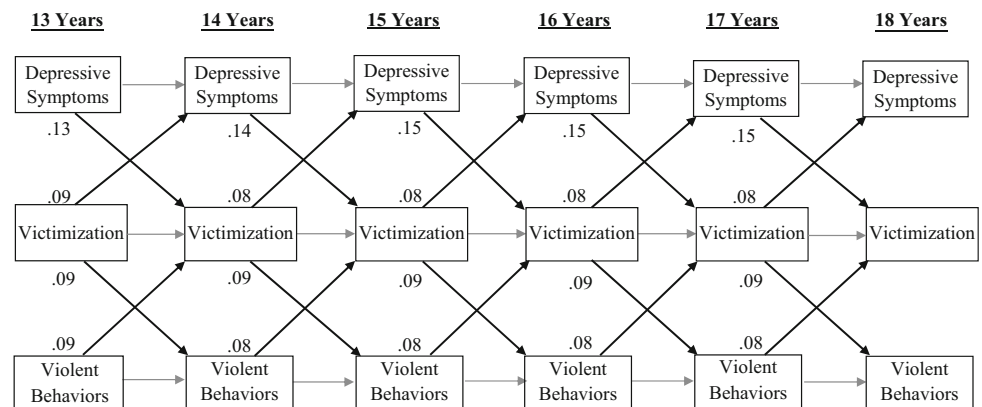 13 Years 14 Years 15 Years 16 Years 17 Years 18 Years
Depressive Depressive Depressive Depressive Depressive Depressive
Symptoms Symptoms Symptoms Symptoms Symptoms Symptoms
.13 .14 .15 .15 .15
.09 .08 .08 .08 .08
Victimization Victimization Victimization Victimization Victimization Victimization
.09 .09 .09 .09 .09
.09 .08 .08 .08 .08
Violent Violent Violent Violent Violent Violent
Behaviors Behaviors Behaviors Behaviors Behaviors Behaviors